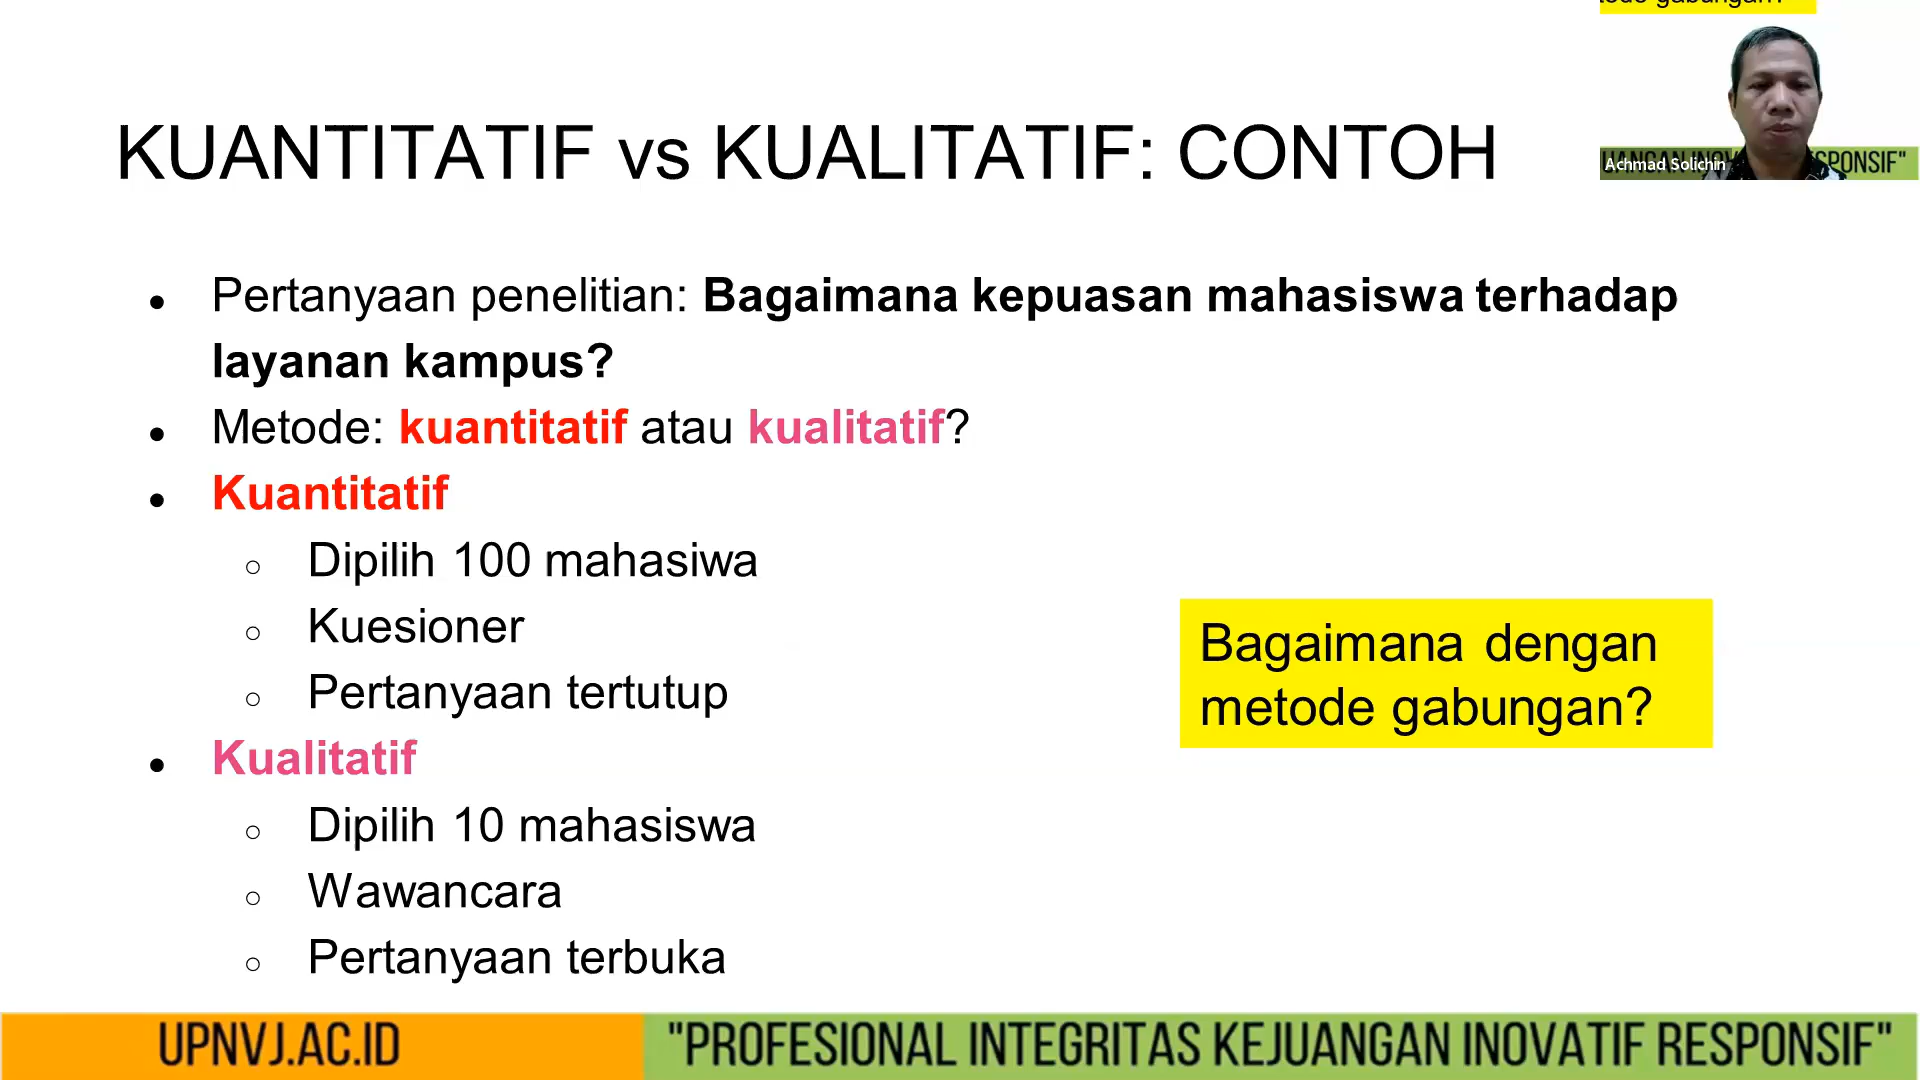 KUANTITATIF vs KUALITATIF: CONTOH
Achmad Solichin
Pertanyaan penelitian: Bagaimana kepuasan mahasiswa terhadap
layanan kampus?
Metode: kuantitatif atau kualitatif?
Kuantitatif
Dipilih 100 mahasiwa
Kuesioner
Pertanyaan tertutup
Bagaimana dengan
metode gabungan?
Kualitatif
Dipilih 10 mahasiswa
Wawancara
Pertanyaan terbuka
UPNVJ.AC.ID
"PROFESIONAL INTEGRITAS KEJUANGAN INOVATIF RESPONSIF"